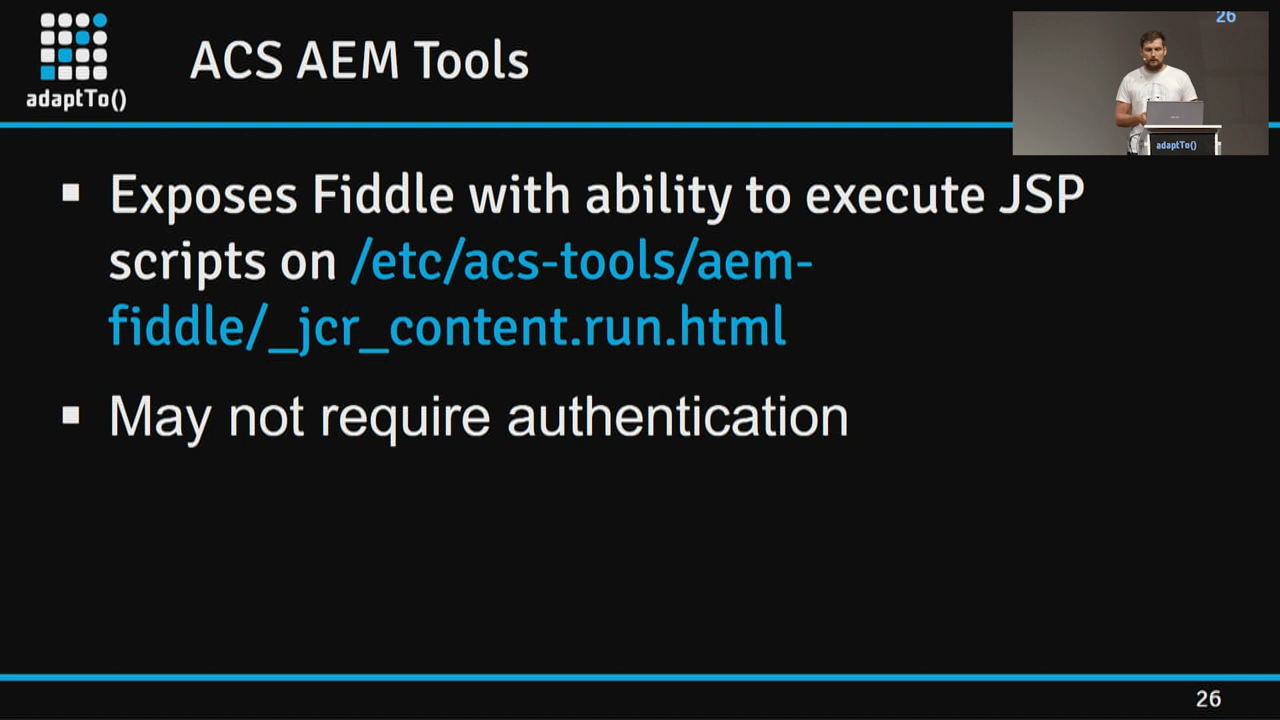 adaptTo()
ACS AEM Tools
26
adaptTo()
▪ Exposes Fiddle with ability to execute JSP
scripts on /etc/acs-tools/aem-
fiddle/_jcr_content.run.html
▪ May not require authentication
26